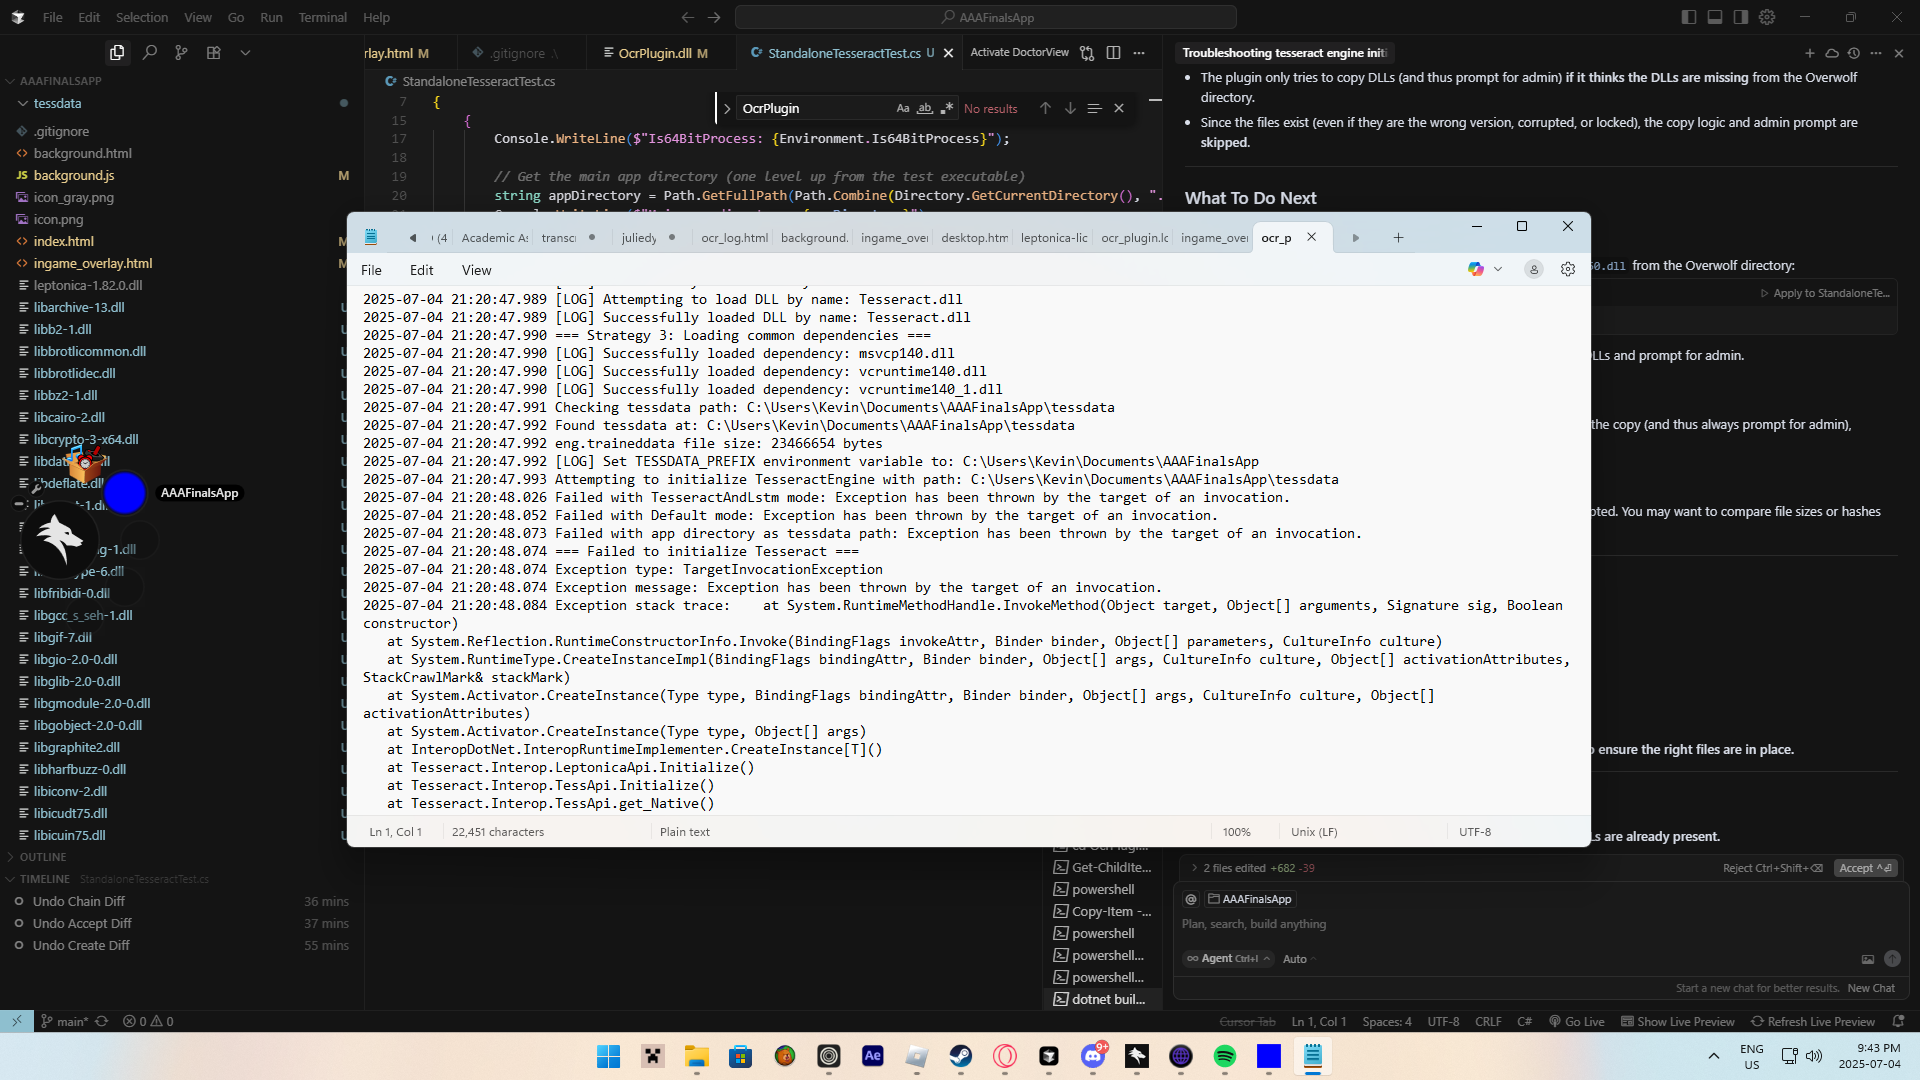 File Edit Selection View Go Run Terminal Help
AAAFinalsApp
AAAFINALSAPP
tessdata
.gitignore
background.html
background.js M
icon_gray.png
icon.png
index.html M
ingame_overlay.html M
leptonica-1.82.0.dll
libarchive-13.dll
libb2-1.dll
libbrotlicommon.dll
libbrotlidec.dll
libbz2-1.dll
libcairo-2.dll
libcrypto-3-x64.dll
libdeflate.dll
AAAFinalsApp
libfribidi-0.dll
libgcc_s_seh-1.dll
libgif-7.dll
libgio-2.0-0.dll
libglib-2.0-0.dll
libgmodule-2.0-0.dll
libgobject-2.0-0.dll
libgraphite2.dll
libharfbuzz-0.dll
libiconv-2.dll
libicudt75.dll
libicuin75.dll
OUTLINE
TIMELINE StandaloneTesseractTest.cs
Undo Chain Diff 36 mins
Undo Accept Diff 37 mins
Undo Create Diff 55 mins
rlay.html M .gitignore OcrPlugin.dll M StandaloneTesseractTest.cs U Activate DoctorView
StandaloneTesseractTest.cs
OcrPlugin Aa ab .* No results
7 {
15 {
17 Console.WriteLine($"Is64BitProcess: {Environment.Is64BitProcess}");
18
19 // Get the main app directory (one level up from the test executable)
20 string appDirectory = Path.GetFullPath(Path.Combine(Directory.GetCurrentDirectory(), ".
(4 Academic As transcr juliedy ocr_log.html background. ingame_over desktop.htm leptonica-lic ocr_plugin.lo ingame_over ocr_p
File Edit View
2025-07-04 21:20:47.989 [LOG] Attempting to load DLL by name: Tesseract.dll
2025-07-04 21:20:47.989 [LOG] Successfully loaded DLL by name: Tesseract.dll
2025-07-04 21:20:47.990 === Strategy 3: Loading common dependencies ===
2025-07-04 21:20:47.990 [LOG] Successfully loaded dependency: msvcp140.dll
2025-07-04 21:20:47.990 [LOG] Successfully loaded dependency: vcruntime140.dll
2025-07-04 21:20:47.990 [LOG] Successfully loaded dependency: vcruntime140_1.dll
2025-07-04 21:20:47.991 Checking tessdata path: C:\Users\Kevin\Documents\AAAFinalsApp\tessdata
2025-07-04 21:20:47.992 Found tessdata at: C:\Users\Kevin\Documents\AAAFinalsApp\tessdata
2025-07-04 21:20:47.992 eng.traineddata file size: 23466654 bytes
2025-07-04 21:20:47.992 [LOG] Set TESSDATA_PREFIX environment variable to: C:\Users\Kevin\Documents\AAAFinalsApp
2025-07-04 21:20:47.993 Attempting to initialize TesseractEngine with path: C:\Users\Kevin\Documents\AAAFinalsApp\tessdata
2025-07-04 21:20:48.026 Failed with TesseractAndLstm mode: Exception has been thrown by the target of an invocation.
2025-07-04 21:20:48.052 Failed with Default mode: Exception has been thrown by the target of an invocation.
2025-07-04 21:20:48.073 Failed with app directory as tessdata path: Exception has been thrown by the target of an invocation.
2025-07-04 21:20:48.074 === Failed to initialize Tesseract ===
2025-07-04 21:20:48.074 Exception type: TargetInvocationException
2025-07-04 21:20:48.074 Exception message: Exception has been thrown by the target of an invocation.
2025-07-04 21:20:48.084 Exception stack trace:    at System.RuntimeMethodHandle.InvokeMethod(Object target, Object[] arguments, Signature sig, Boolean
constructor)
at System.Reflection.RuntimeConstructorInfo.Invoke(BindingFlags invokeAttr, Binder binder, Object[] parameters, CultureInfo culture)
at System.RuntimeType.CreateInstanceImpl(BindingFlags bindingAttr, Binder binder, Object[] args, CultureInfo culture, Object[] activationAttributes,
StackCrawlMark& stackMark)
at System.Activator.CreateInstance(Type type, BindingFlags bindingAttr, Binder binder, Object[] args, CultureInfo culture, Object[]
activationAttributes)
at System.Activator.CreateInstance(Type type, Object[] args)
at InteropDotNet.InteropRuntimeImplementer.CreateInstance[T]()
at Tesseract.Interop.LeptonicaApi.Initialize()
at Tesseract.Interop.TessApi.Initialize()
at Tesseract.Interop.TessApi.get_Native()
Ln 1, Col 1 22,451 characters Plain text 100% Unix (LF) UTF-8
Get-ChildIte...
powershell
Copy-Item -...
powershell
powershell...
powershell...
dotnet buil...
Troubleshooting tesseract engine initi
The plugin only tries to copy DLLs (and thus prompt for admin) if it thinks the DLLs are missing from the Overwolf
directory.
Since the files exist (even if they are the wrong version, corrupted, or locked), the copy logic and admin prompt are
skipped.
What To Do Next
50.dll from the Overwolf directory:
Apply to StandaloneTe...
LLs and prompt for admin.
the copy (and thus always prompt for admin),
pted. You may want to compare file sizes or hashes
o ensure the right files are in place.
Ls are already present.
2 files edited +682 -39 Reject Ctrl+Shift+⌫ Accept ^⏎
@ AAAFinalsApp
Plan, search, build anything
Agent Ctrl+I Auto
Start a new chat for better results. New Chat
main* 0 0 Cursor Tab Ln 1, Col 1 Spaces: 4 UTF-8 CRLF C# Go Live Show Live Preview Refresh Live Preview
Ae 9+ ENG
US
9:43 PM
2025-07-04